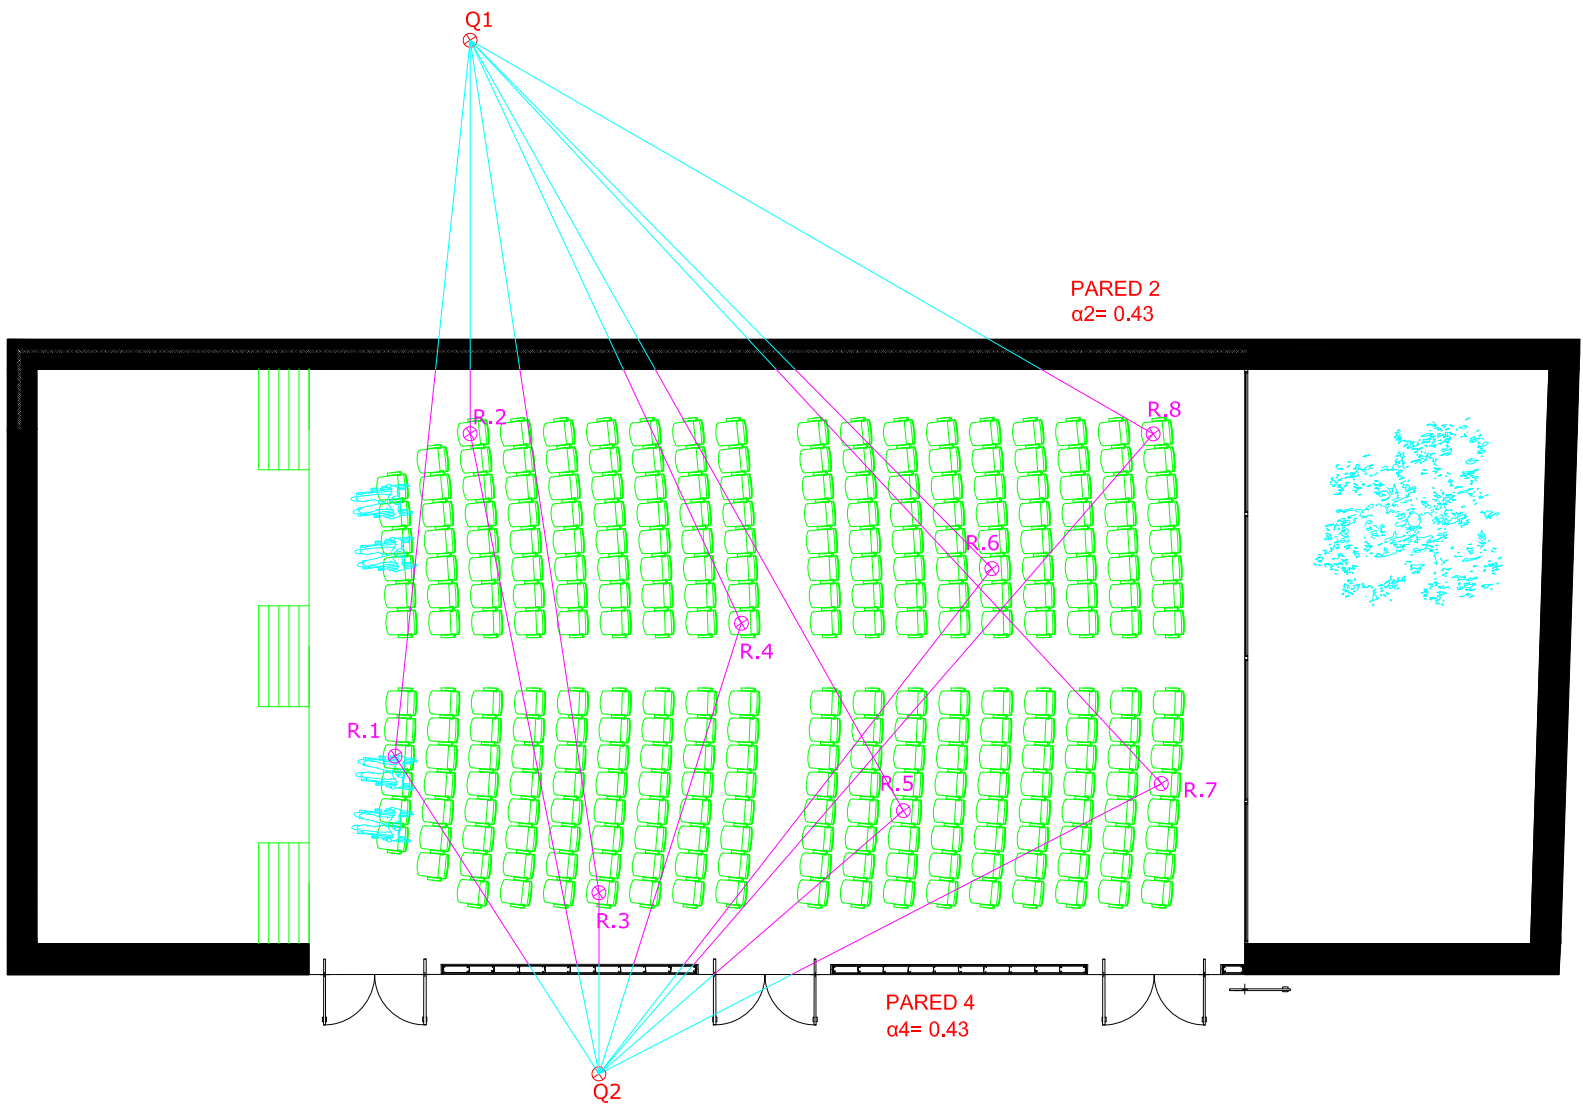 Q1
PARED 2
α2= 0.43
R.2
R.8
R.6
R.4
R.1
R.5
R.7
R.3
PARED 4
α4= 0.43
Q2